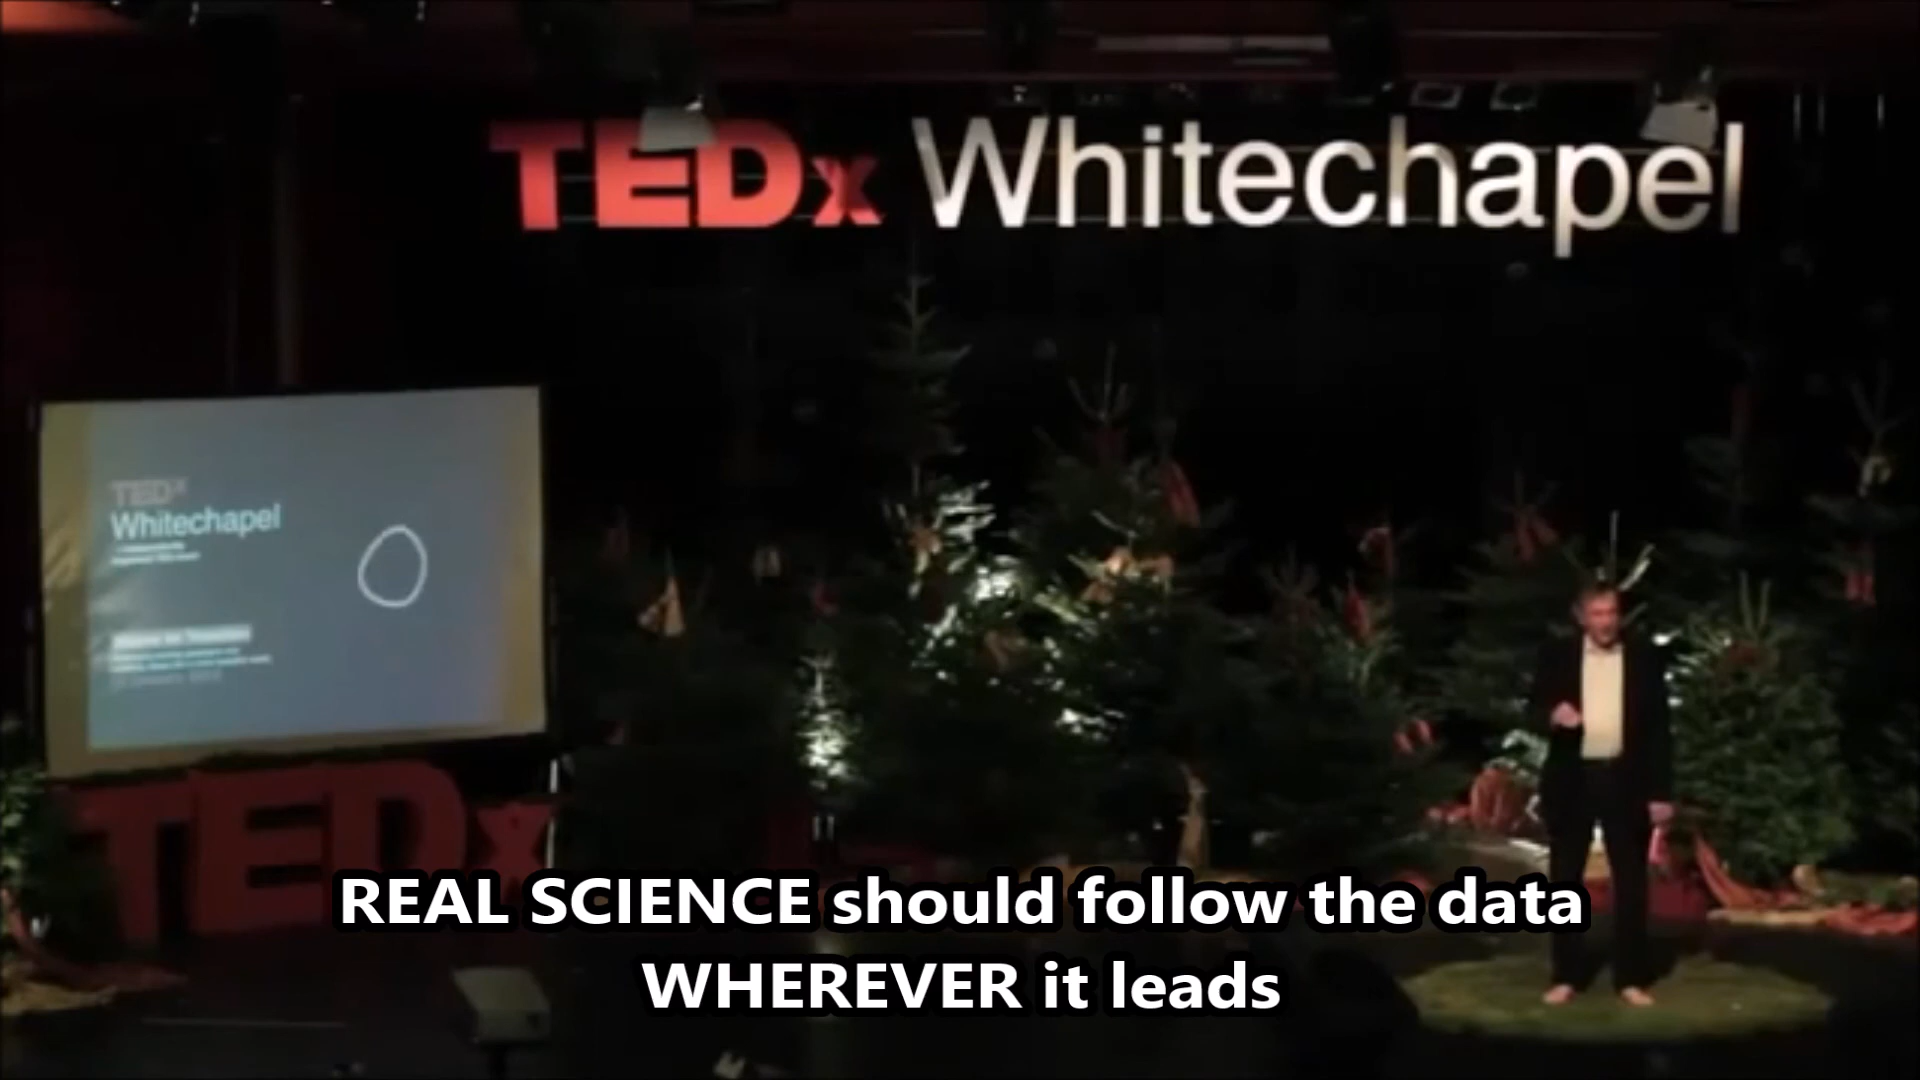 TEDx Whitechapel
TEDx
Whitechapel
TEDx
REAL SCIENCE should follow the data
WHEREVER it leads